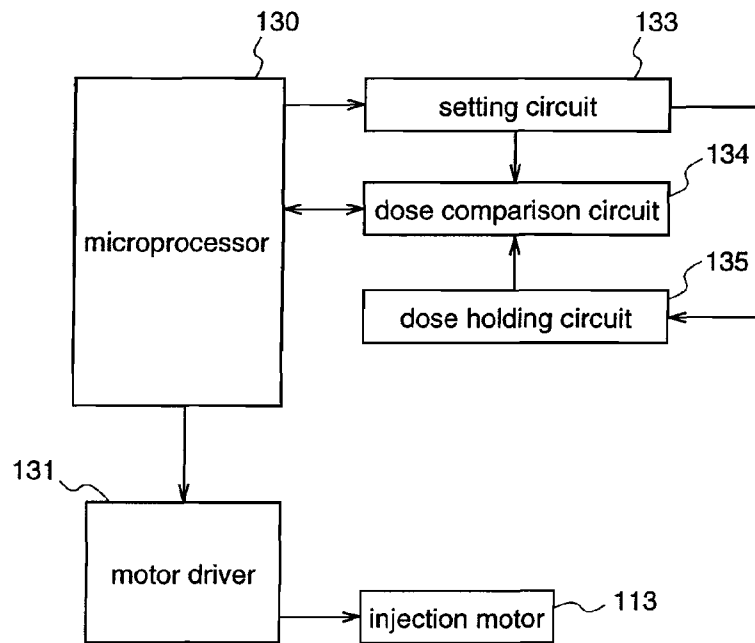 130
133
setting circuit
134
dose comparison circuit
microprocessor
135
dose holding circuit
131
motor driver
injection motor
113